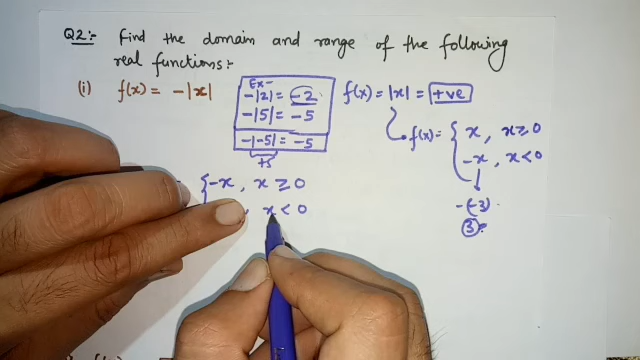 Q2:- Find the domain and range of the following
real functions:-
(i) f(x) = -|x|
Ex-
-|2| = -2
-|5| = -5
-|-5| = -5
+5
f(x) = |x| = +ve
f(x) = { x, x ≥ 0
-x, x < 0
-(-3)
3
{ -x, x ≥ 0
, x < 0